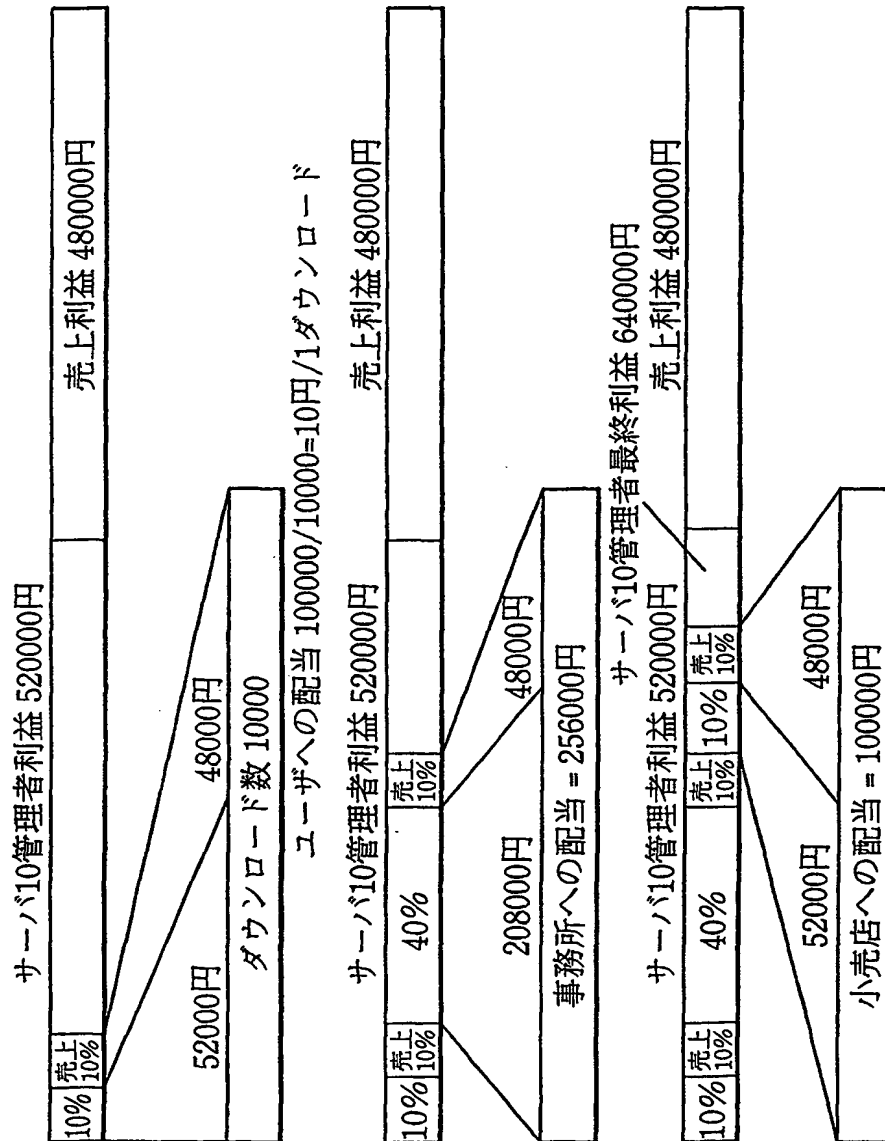 サーバ10管理者利益 520000円
売上利益 480000円
10%
売上
10%
52000円
48000円
ダウンロード数 10000
ユーザへの配当 100000/10000=10円/1ダウンロード
サーバ10管理者利益 520000円
売上利益 480000円
10%
売上
10%
40%
売上
10%
208000円
48000円
事務所への配当 = 256000円
サーバ10管理者最終利益 640000円
サーバ10管理者利益 520000円
売上利益 480000円
10%
売上
10%
40%
売上
10%
10%
売上
10%
52000円
48000円
小売店への配当 = 100000円